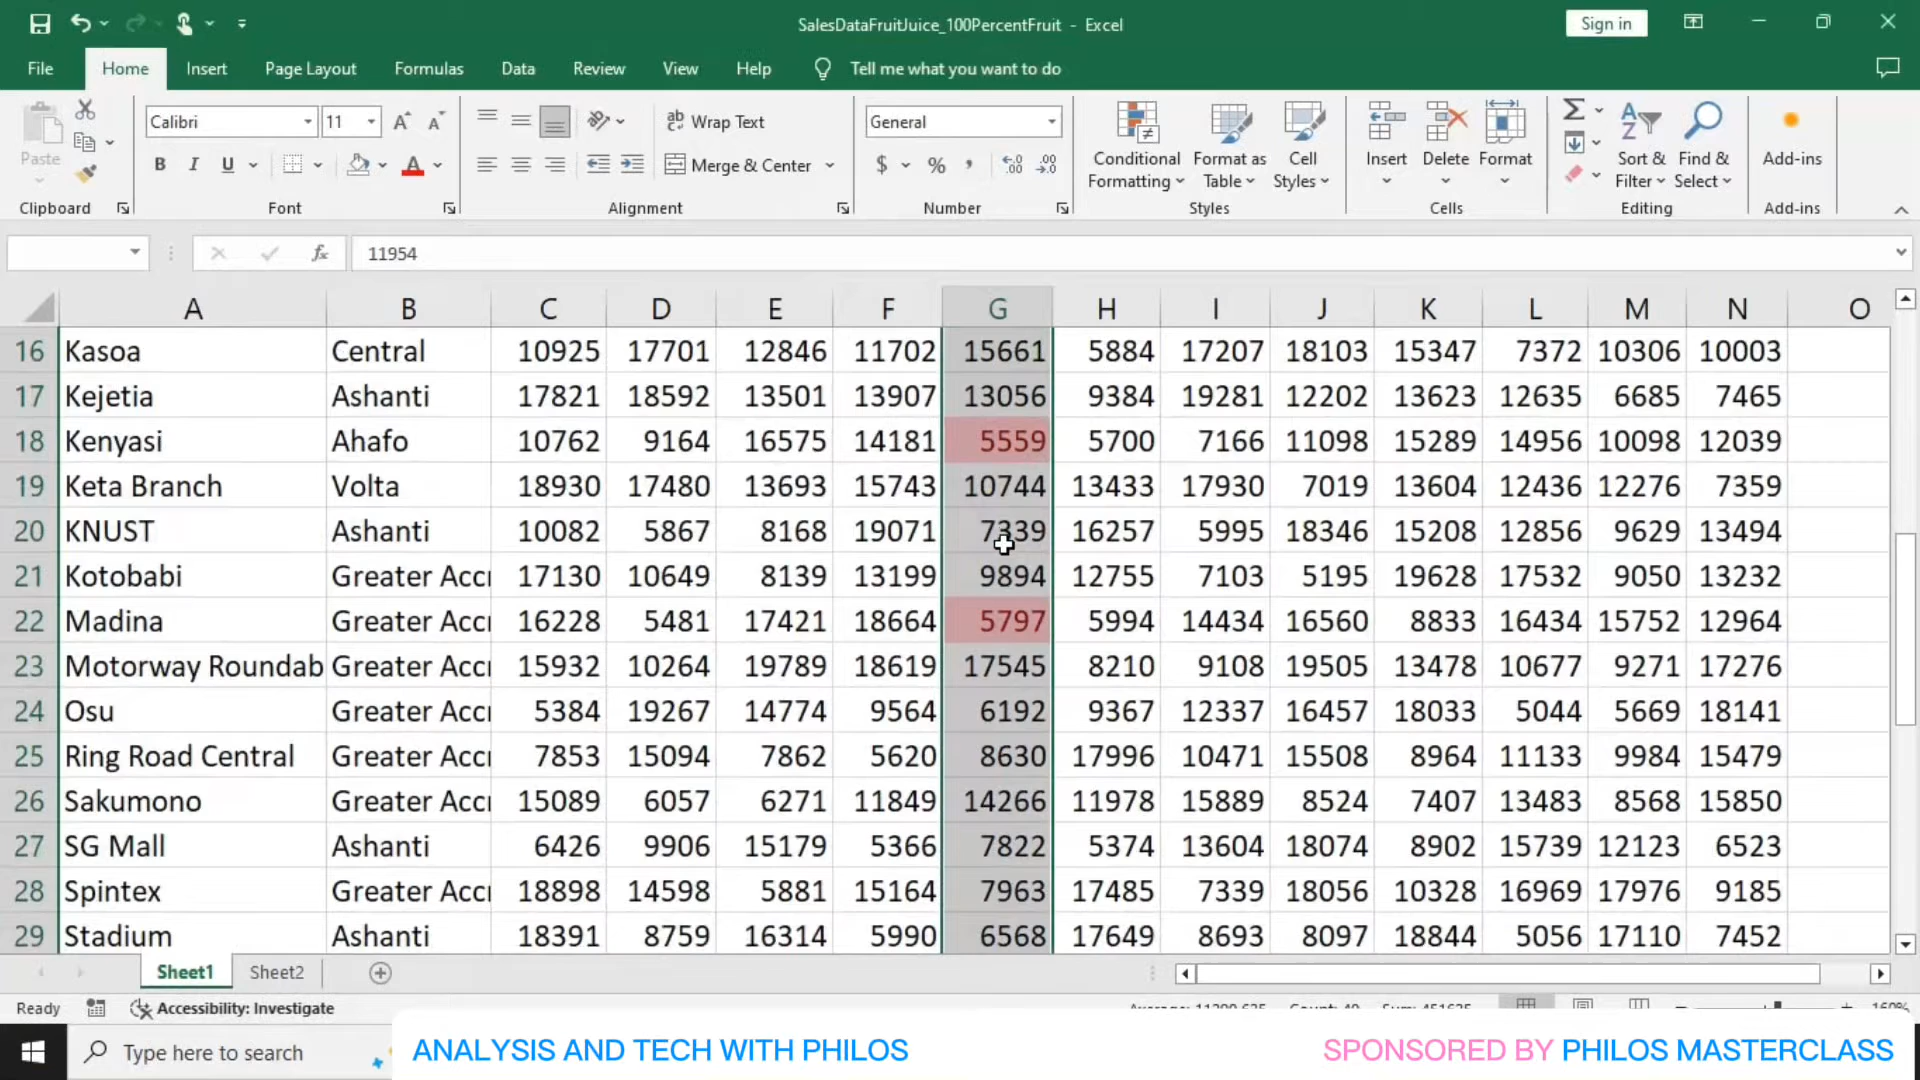 SalesDataFruitJuice_100PercentFruit - Excel
Sign in
File Home Insert Page Layout Formulas Data Review View Help Tell me what you want to do
Paste
Clipboard
Calibri 11
B I U
Font
Wrap Text
Merge & Center
Alignment
General
$ % ,
Number
Conditional Formatting
Format as Table
Cell Styles
Styles
Insert Delete Format
Cells
Sort & Filter
Find & Select
Editing
Add-ins
Add-ins
fx 11954
A B C D E F G H I J K L M N O
16 Kasoa Central 10925 17701 12846 11702 15661 5884 17207 18103 15347 7372 10306 10003
17 Kejetia Ashanti 17821 18592 13501 13907 13056 9384 19281 12202 13623 12635 6685 7465
18 Kenyasi Ahafo 10762 9164 16575 14181 5559 5700 7166 11098 15289 14956 10098 12039
19 Keta Branch Volta 18930 17480 13693 15743 10744 13433 17930 7019 13604 12436 12276 7359
20 KNUST Ashanti 10082 5867 8168 19071 7339 16257 5995 18346 15208 12856 9629 13494
21 Kotobabi Greater Acc 17130 10649 8139 13199 9894 12755 7103 5195 19628 17532 9050 13232
22 Madina Greater Acc 16228 5481 17421 18664 5797 5994 14434 16560 8833 16434 15752 12964
23 Motorway Roundab Greater Acc 15932 10264 19789 18619 17545 8210 9108 19505 13478 10677 9271 17276
24 Osu Greater Acc 5384 19267 14774 9564 6192 9367 12337 16457 18033 5044 5669 18141
25 Ring Road Central Greater Acc 7853 15094 7862 5620 8630 17996 10471 15508 8964 11133 9984 15479
26 Sakumono Greater Acc 15089 6057 6271 11849 14266 11978 15889 8524 7407 13483 8568 15850
27 SG Mall Ashanti 6426 9906 15179 5366 7822 5374 13604 18074 8902 15739 12123 6523
28 Spintex Greater Acc 18898 14598 5881 15164 7963 17485 7339 18056 10328 16969 17976 9185
29 Stadium Ashanti 18391 8759 16314 5990 6568 17649 8693 8097 18844 5056 17110 7452
Sheet1 Sheet2
Ready Accessibility: Investigate
Type here to search
ANALYSIS AND TECH WITH PHILOS
SPONSORED BY PHILOS MASTERCLASS